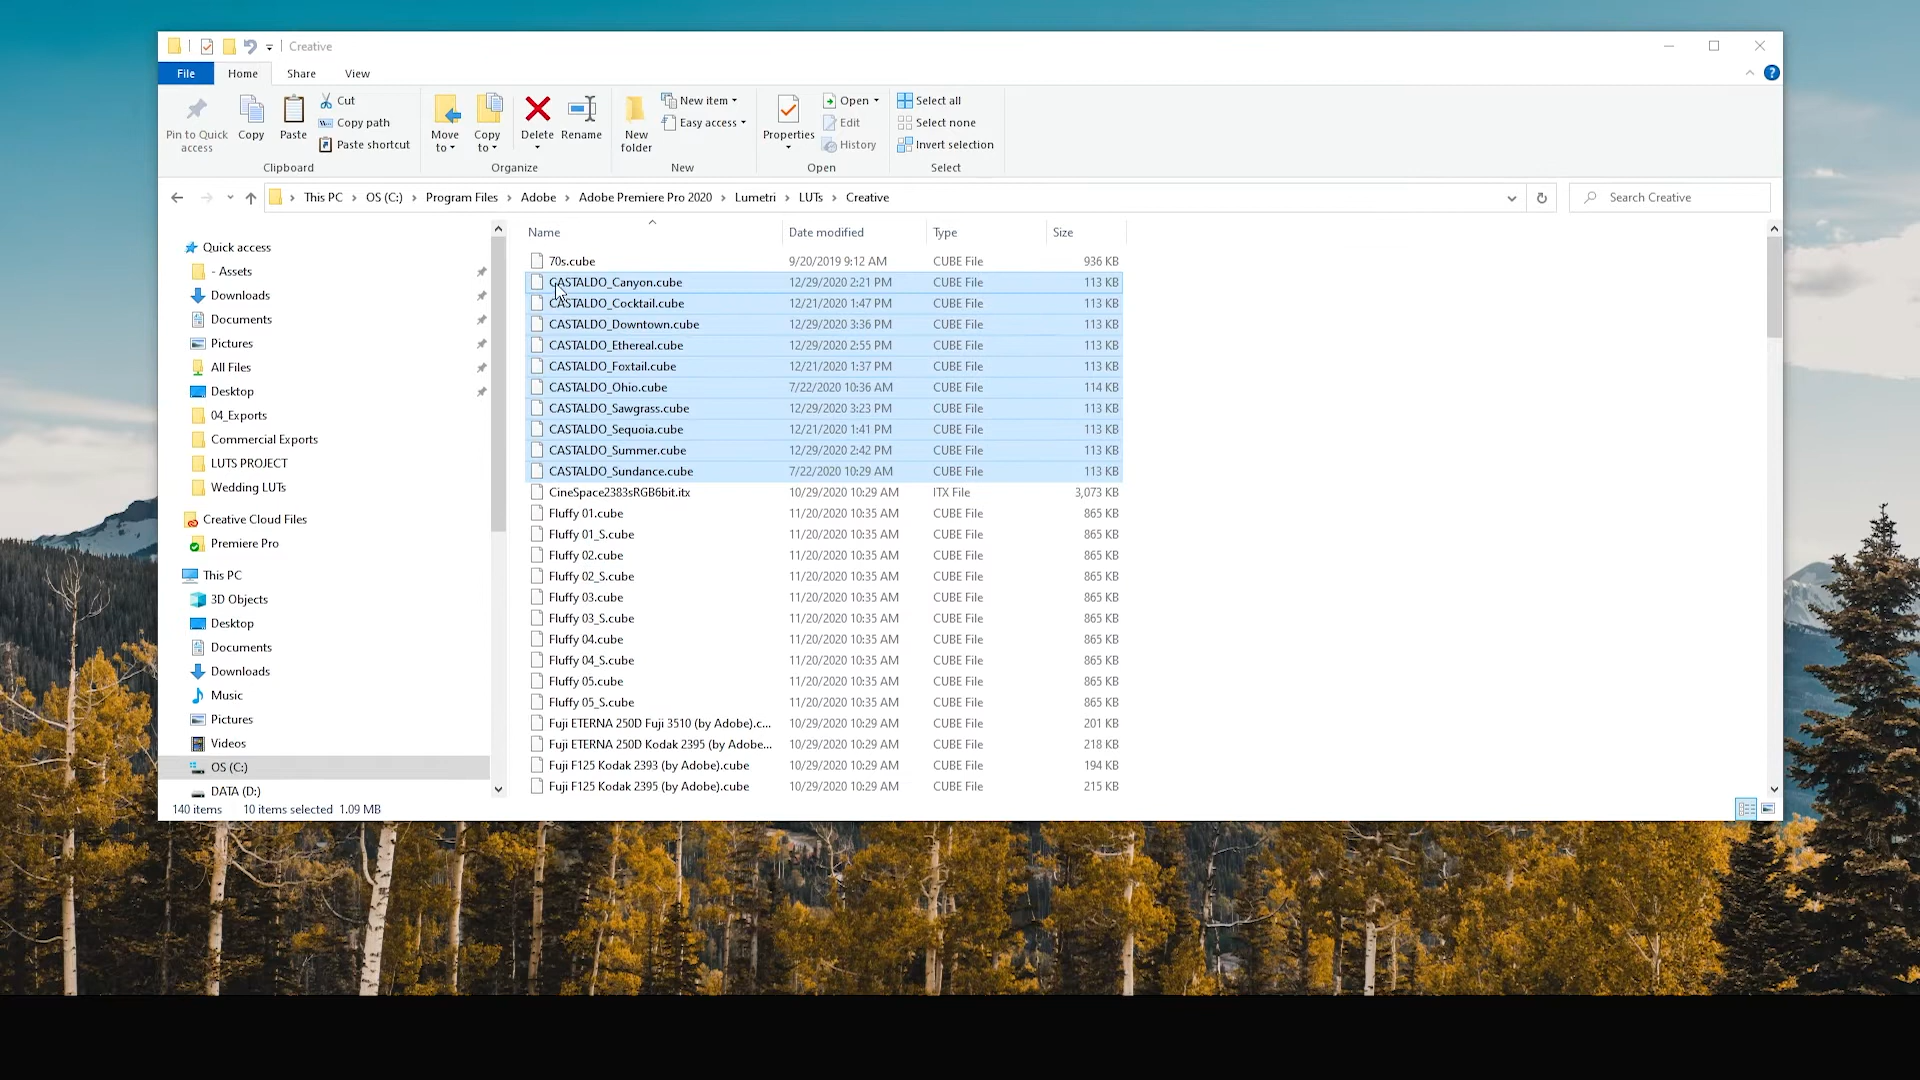 Creative
File Home Share View
Pin to Quick access
Copy
Paste
Cut
Copy path
Paste shortcut
Clipboard
Move to
Copy to
Delete
Rename
Organize
New folder
New item
Easy access
New
Properties
Open
Edit
History
Open
Select all
Select none
Invert selection
Select
This PC > OS (C:) > Program Files > Adobe > Adobe Premiere Pro 2020 > Lumetri > LUTs > Creative
Search Creative
Quick access
- Assets
Downloads
Documents
Pictures
All Files
Desktop
04_Exports
Commercial Exports
LUTS PROJECT
Wedding LUTs
Creative Cloud Files
Premiere Pro
This PC
3D Objects
Desktop
Documents
Downloads
Music
Pictures
Videos
OS (C:)
DATA (D:)
Name Date modified Type Size
70s.cube 9/20/2019 9:12 AM CUBE File 936 KB
CASTALDO_Canyon.cube 12/29/2020 2:21 PM CUBE File 113 KB
CASTALDO_Cocktail.cube 12/21/2020 1:47 PM CUBE File 113 KB
CASTALDO_Downtown.cube 12/29/2020 3:36 PM CUBE File 113 KB
CASTALDO_Ethereal.cube 12/29/2020 2:55 PM CUBE File 113 KB
CASTALDO_Foxtail.cube 12/21/2020 1:37 PM CUBE File 113 KB
CASTALDO_Ohio.cube 7/22/2020 10:36 AM CUBE File 114 KB
CASTALDO_Sawgrass.cube 12/29/2020 3:23 PM CUBE File 113 KB
CASTALDO_Sequoia.cube 12/21/2020 1:41 PM CUBE File 113 KB
CASTALDO_Summer.cube 12/29/2020 2:42 PM CUBE File 113 KB
CASTALDO_Sundance.cube 7/22/2020 10:29 AM CUBE File 113 KB
CineSpace2383sRGB6bit.itx 10/29/2020 10:29 AM ITX File 3,073 KB
Fluffy 01.cube 11/20/2020 10:35 AM CUBE File 865 KB
Fluffy 01_S.cube 11/20/2020 10:35 AM CUBE File 865 KB
Fluffy 02.cube 11/20/2020 10:35 AM CUBE File 865 KB
Fluffy 02_S.cube 11/20/2020 10:35 AM CUBE File 865 KB
Fluffy 03.cube 11/20/2020 10:35 AM CUBE File 865 KB
Fluffy 03_S.cube 11/20/2020 10:35 AM CUBE File 865 KB
Fluffy 04.cube 11/20/2020 10:35 AM CUBE File 865 KB
Fluffy 04_S.cube 11/20/2020 10:35 AM CUBE File 865 KB
Fluffy 05.cube 11/20/2020 10:35 AM CUBE File 865 KB
Fluffy 05_S.cube 11/20/2020 10:35 AM CUBE File 865 KB
Fuji ETERNA 250D Fuji 3510 (by Adobe).c... 10/29/2020 10:29 AM CUBE File 201 KB
Fuji ETERNA 250D Kodak 2395 (by Adobe... 10/29/2020 10:29 AM CUBE File 218 KB
Fuji F125 Kodak 2393 (by Adobe).cube 10/29/2020 10:29 AM CUBE File 194 KB
Fuji F125 Kodak 2395 (by Adobe).cube 10/29/2020 10:29 AM CUBE File 215 KB
140 items 10 items selected 1.09 MB